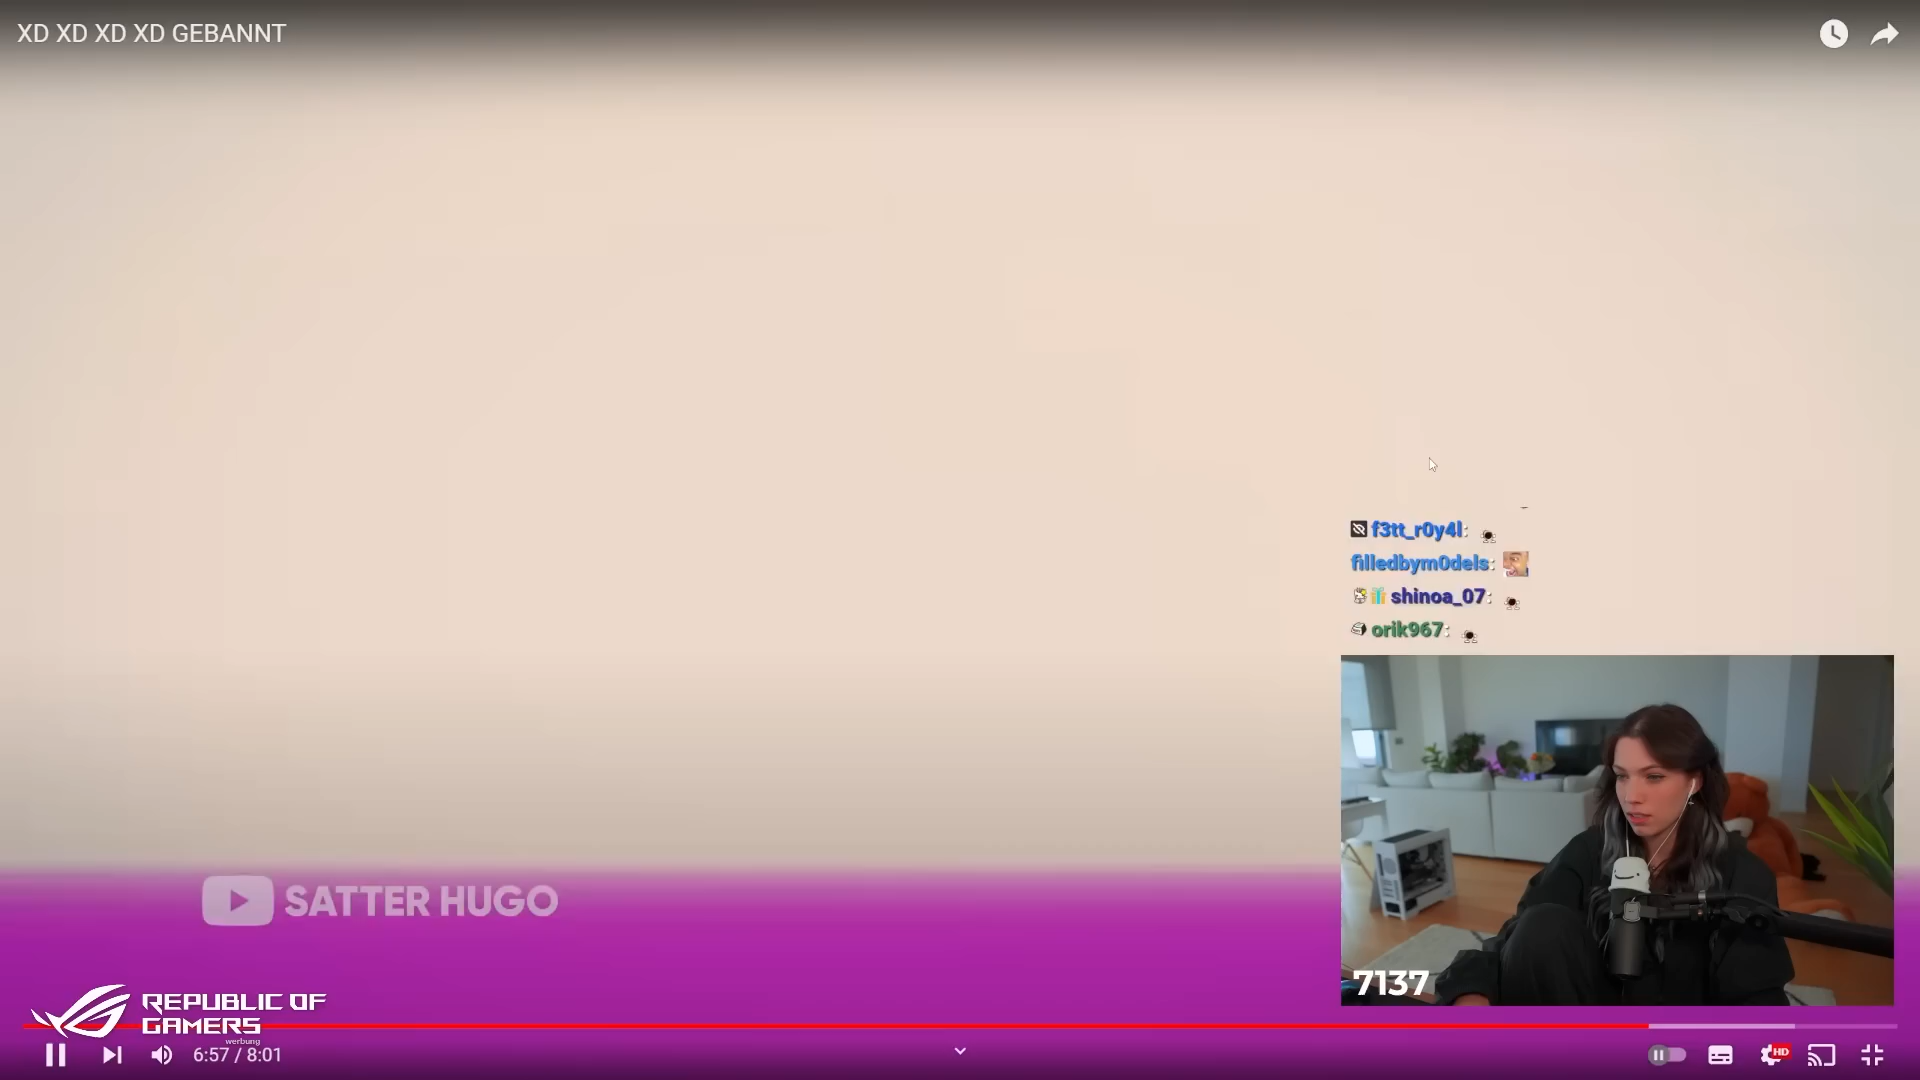 XD XD XD XD GEBANNT
f3tt_r0y4l:
filledbym0dels:
shinoa_07:
orik967:
SATTER HUGO
7137
REPUBLIC OF
GAMERS
werbung
6:57 / 8:01
HD